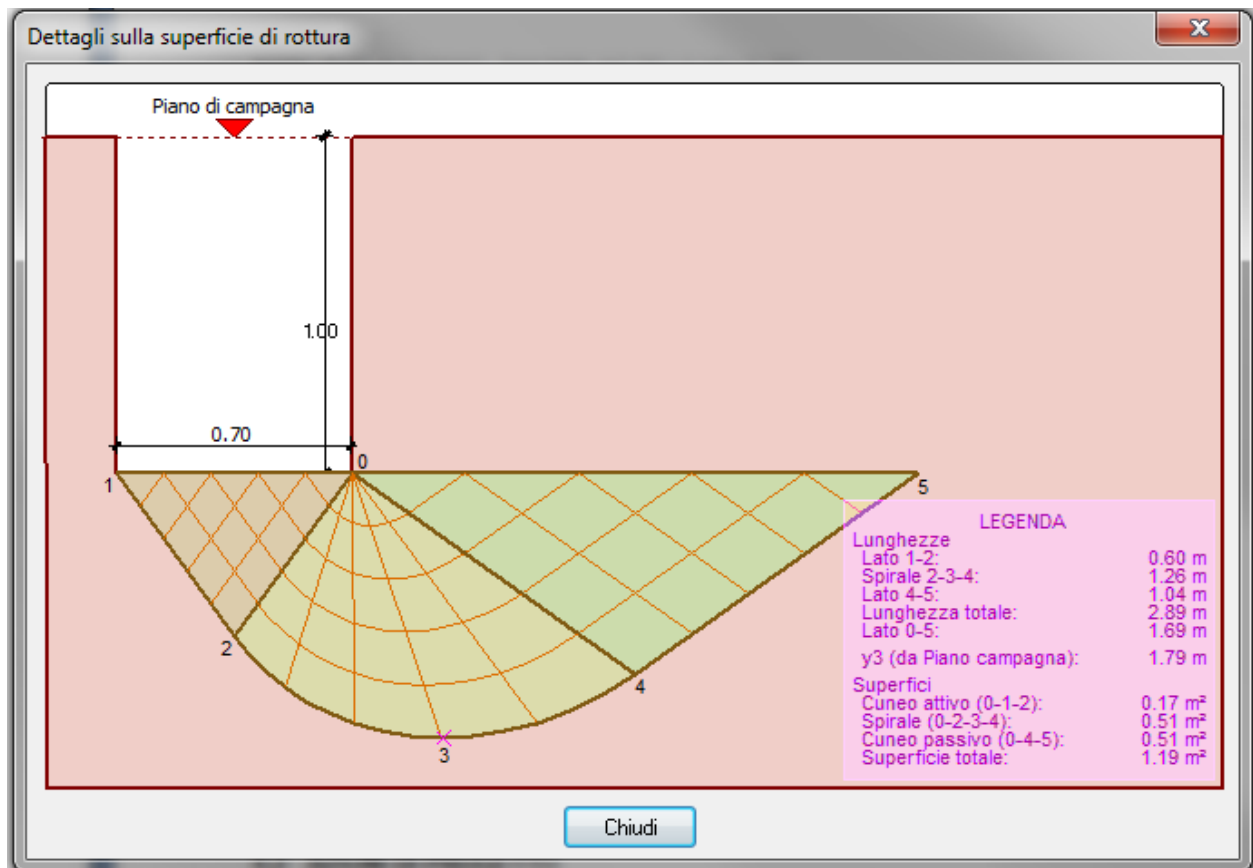 Dettagli sulla superficie di rottura
Piano di campagna
1.00
0.70
0
1
5
2
4
3
LEGENDA
Lunghezze
Lato 1-2: 0.60 m
Spirale 2-3-4: 1.26 m
Lato 4-5: 1.04 m
Lunghezza totale: 2.89 m
Lato 0-5: 1.69 m
y3 (da Piano campagna): 1.79 m
Superfici
Cuneo attivo (0-1-2): 0.17 m²
Spirale (0-2-3-4): 0.51 m²
Cuneo passivo (0-4-5): 0.51 m²
Superficie totale: 1.19 m²
Chiudi